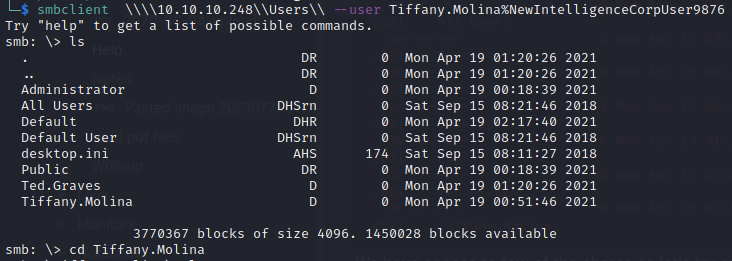 └─$ smbclient \\\\10.10.10.248\\Users\\ --user Tiffany.Molina%NewIntelligenceCorpUser9876
Try "help" to get a list of possible commands.
smb: \> ls
. DR 0 Mon Apr 19 01:20:26 2021
.. DR 0 Mon Apr 19 01:20:26 2021
Administrator D 0 Mon Apr 19 00:18:39 2021
All Users DHSrn 0 Sat Sep 15 08:21:46 2018
Default DHR 0 Mon Apr 19 02:17:40 2021
Default User DHSrn 0 Sat Sep 15 08:21:46 2018
desktop.ini AHS 174 Sat Sep 15 08:11:27 2018
Public DR 0 Mon Apr 19 00:18:39 2021
Ted.Graves D 0 Mon Apr 19 01:20:26 2021
Tiffany.Molina D 0 Mon Apr 19 00:51:46 2021
3770367 blocks of size 4096. 1450028 blocks available
smb: \> cd Tiffany.Molina